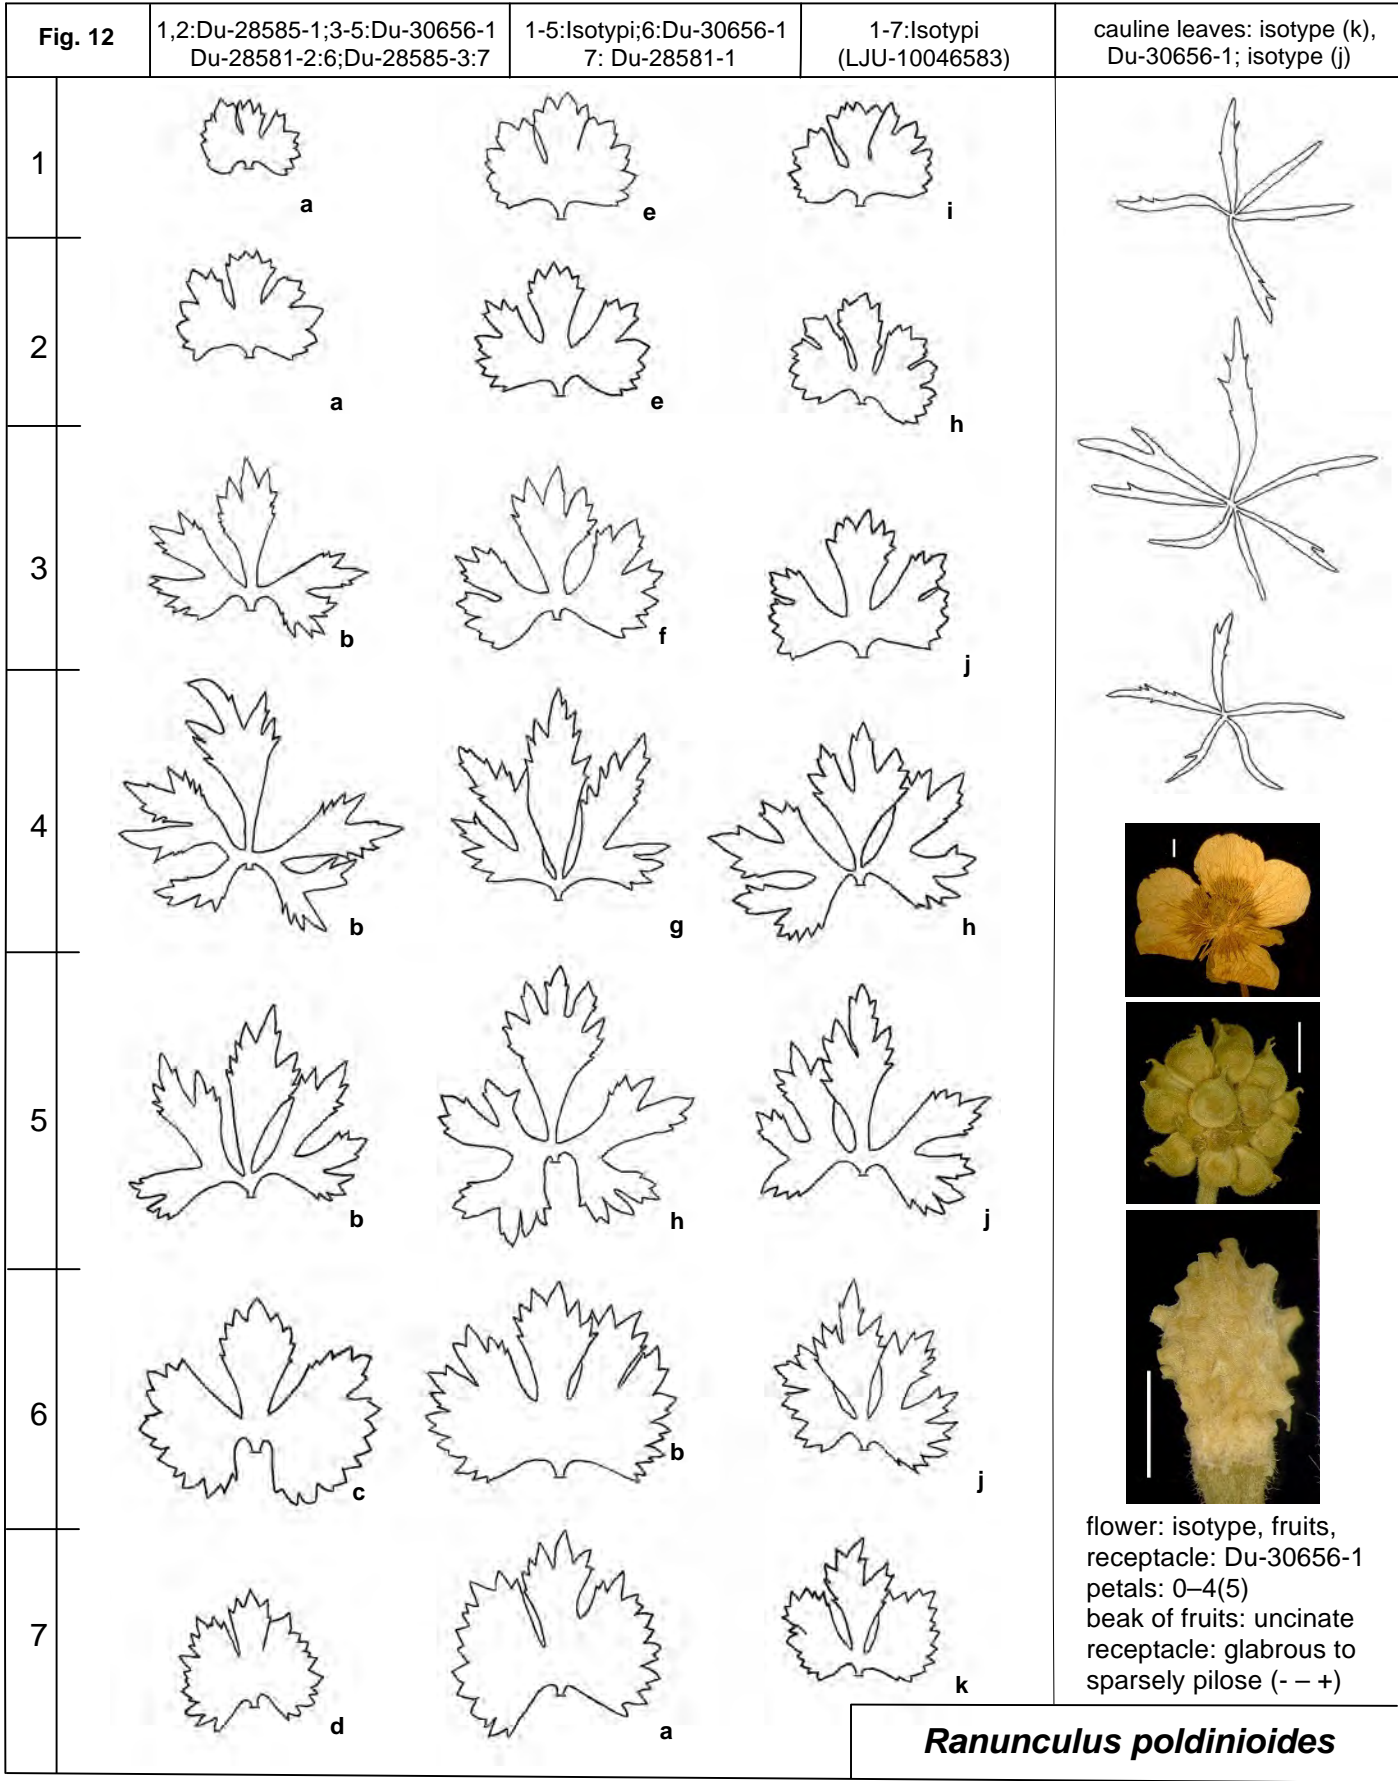 Fig. 12
1,2:Du-28585-1;3-5:Du-30656-1
Du-28581-2:6;Du-28585-3:7
1-5:Isotypi;6:Du-30656-1
7: Du-28581-1
1-7:Isotypi
(LJU-10046583)
cauline leaves: isotype (k),
Du-30656-1; isotype (j)
1
a
e
i
2
a
e
h
3
b
f
j
4
b
g
h
5
b
h
j
6
c
b
j
7
d
a
k
flower: isotype, fruits,
receptacle: Du-30656-1
petals: 0–4(5)
beak of fruits: uncinate
receptacle: glabrous to
sparsely pilose (- – +)
Ranunculus poldinioides